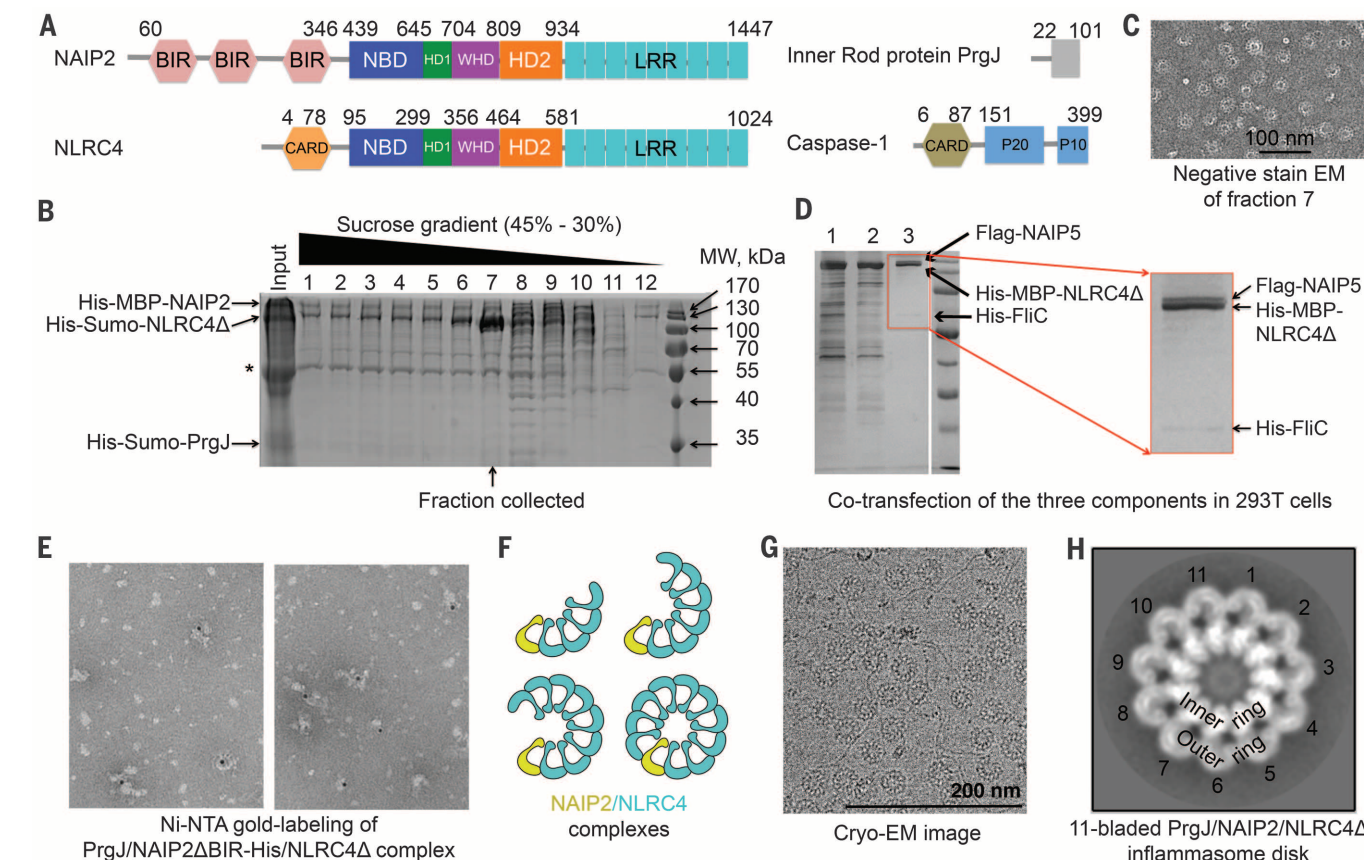 A
60 346 439 645 704 809 934 1447
NAIP2 BIR BIR BIR NBD HD1 WHD HD2 LRR
4 78 95 299 356 464 581 1024
NLRC4 CARD NBD HD1 WHD HD2 LRR
22 101
Inner Rod protein PrgJ
6 87 151 399
Caspase-1 CARD P20 P10
C
100 nm
Negative stain EM
of fraction 7
B
Sucrose gradient (45% - 30%)
Input 1 2 3 4 5 6 7 8 9 10 11 12
MW, kDa
His-MBP-NAIP2
His-Sumo-NLRC4Δ
*
His-Sumo-PrgJ
170
130
100
70
55
40
35
Fraction collected
D
1 2 3
Flag-NAIP5
His-MBP-NLRC4Δ
His-FliC
Flag-NAIP5
His-MBP-
NLRC4Δ
His-FliC
Co-transfection of the three components in 293T cells
E
Ni-NTA gold-labeling of
PrgJ/NAIP2ΔBIR-His/NLRC4Δ complex
F
NAIP2/NLRC4
complexes
G
200 nm
Cryo-EM image
H
11 1
10 2
9 3
8 4
7 5
6
Inner ring
Outer ring
11-bladed PrgJ/NAIP2/NLRC4Δ
inflammasome disk